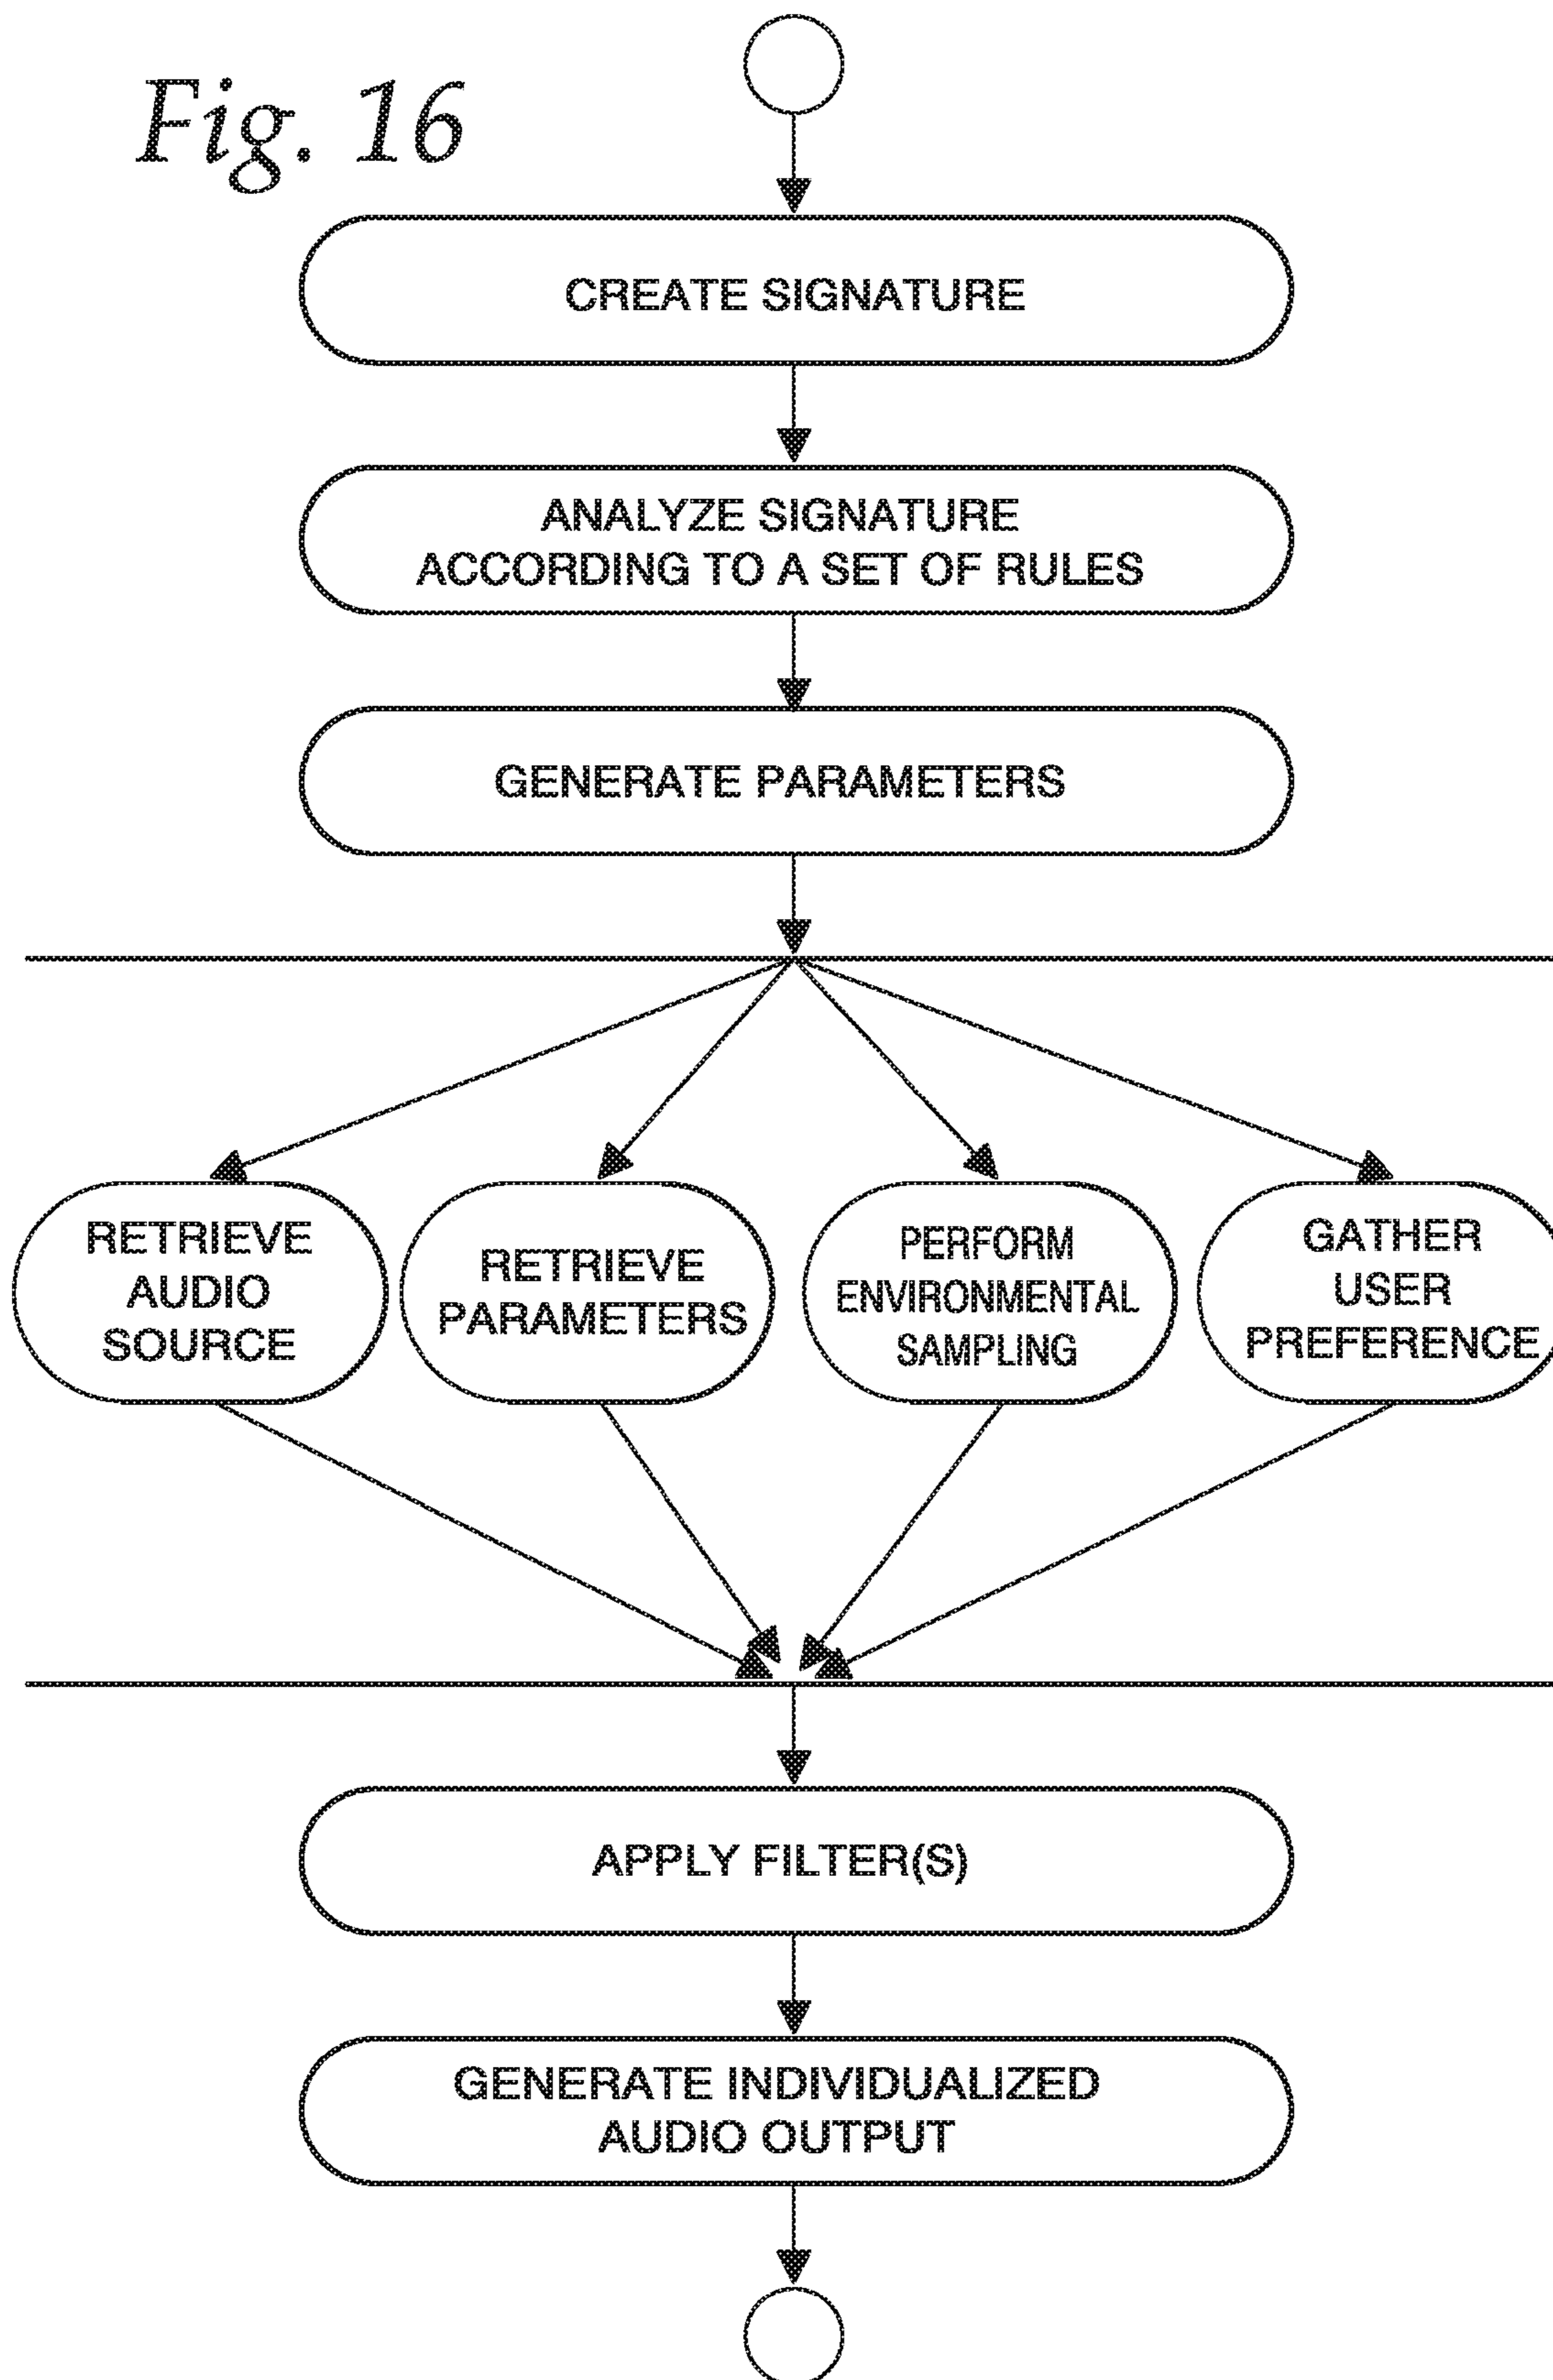 Fig. 16
CREATE SIGNATURE
ANALYZE SIGNATURE
ACCORDING TO A SET OF RULES
GENERATE PARAMETERS
RETRIEVE
AUDIO
SOURCE
RETRIEVE
PARAMETERS
PERFORM
ENVIRONMENTAL
SAMPLING
GATHER
USER
PREFERENCE
APPLY FILTER(S)
GENERATE INDIVIDUALIZED
AUDIO OUTPUT